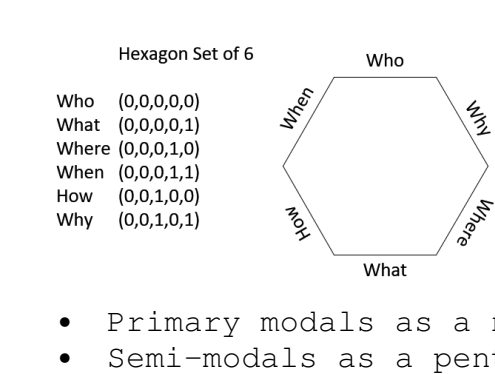 Hexagon Set of 6
Who (0,0,0,0,0)
What (0,0,0,0,1)
Where (0,0,0,1,0)
When (0,0,0,1,1)
How (0,0,1,0,0)
Why (0,0,1,0,1)
Who
When
Why
How
Where
What
• Primary modals as a
• Semi-modals as a